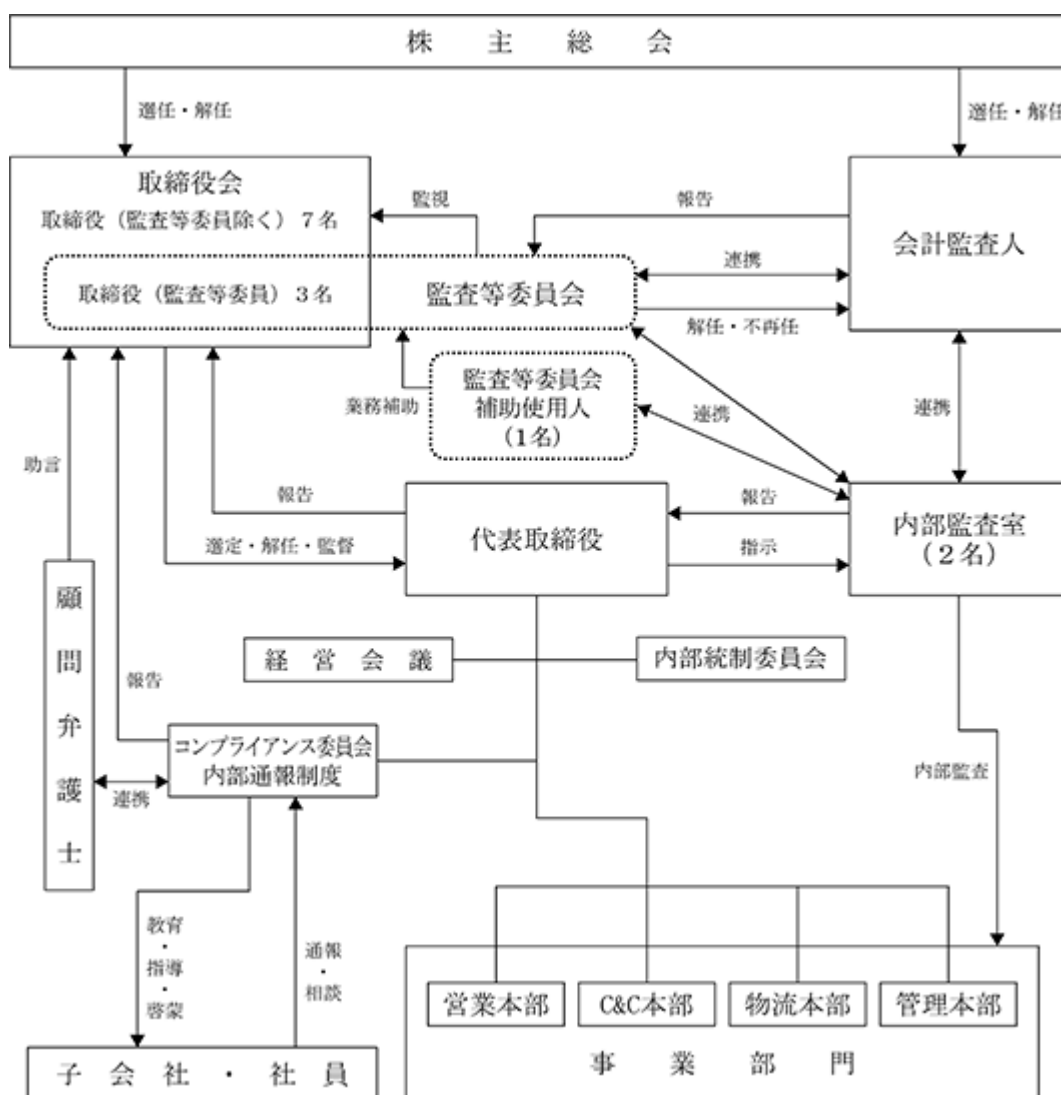 株主総会
選任・解任
選任・解任
取締役会
取締役（監査等委員除く）７名
取締役（監査等委員）３名
監視
報告
会計監査人
監査等委員会
連携
解任・不再任
監査等委員会
補助使用人
（１名）
業務補助
連携
連携
助言
報告
代表取締役
報告
内部監査室
（２名）
選定・解任・監督
指示
顧問弁護士
経営会議
内部統制委員会
報告
コンプライアンス委員会
内部通報制度
連携
内部監査
教育・指導・啓蒙
通報・相談
営業本部
C&C本部
物流本部
管理本部
事業部門
子会社・社員